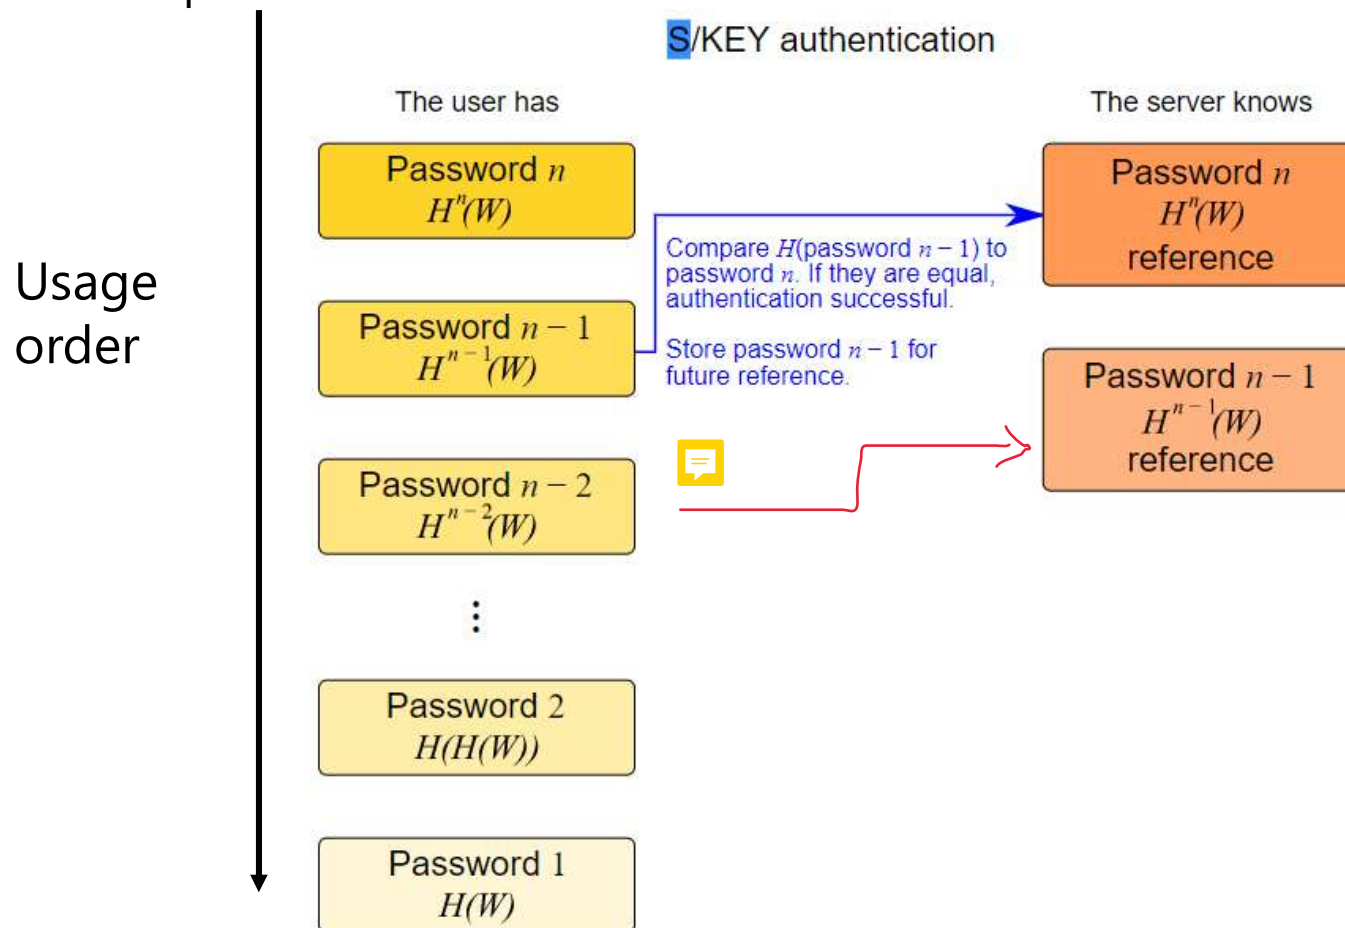 S/KEY authentication
The user has
The server knows
Usage
order
Password n
Hⁿ(W)
Password n − 1
Hⁿ⁻¹(W)
Password n − 2
Hⁿ⁻²(W)
⋮
Password 2
H(H(W))
Password 1
H(W)
Compare H(password n − 1) to
password n. If they are equal,
authentication successful.
Store password n − 1 for
future reference.
Password n
Hⁿ(W)
reference
Password n − 1
Hⁿ⁻¹(W)
reference